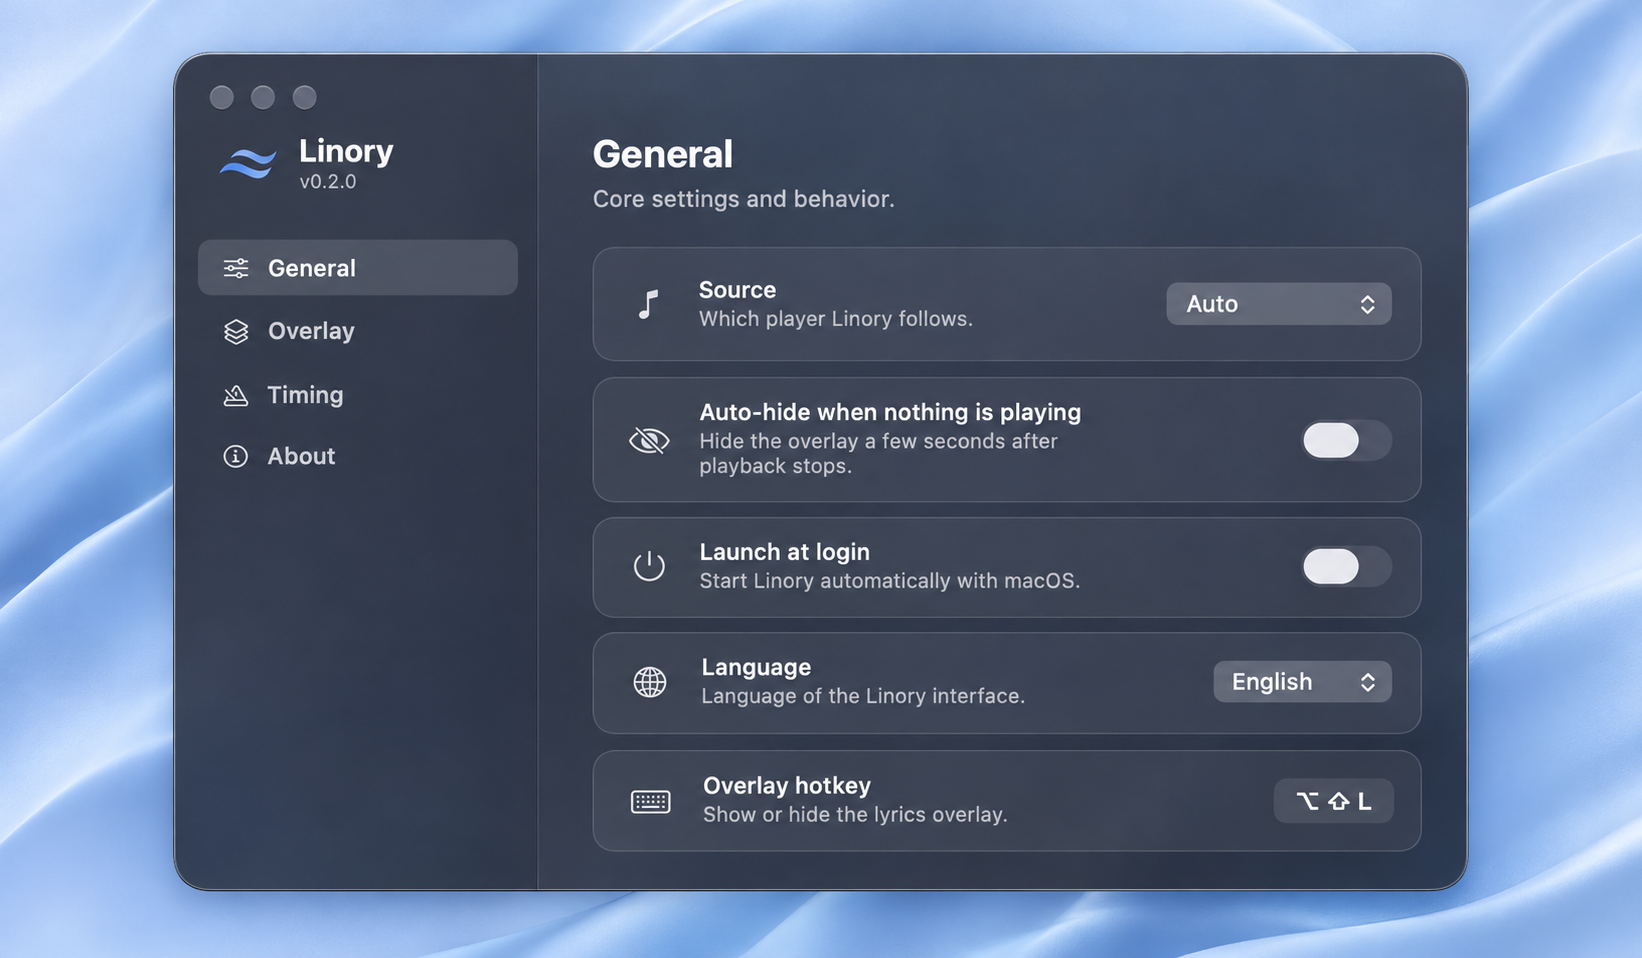 Linory
v0.2.0
General
Overlay
Timing
About
General
Core settings and behavior.
Source
Which player Linory follows.
Auto
Auto-hide when nothing is playing
Hide the overlay a few seconds after
playback stops.
Launch at login
Start Linory automatically with macOS.
Language
Language of the Linory interface.
English
Overlay hotkey
Show or hide the lyrics overlay.
⌥ ⇧ L